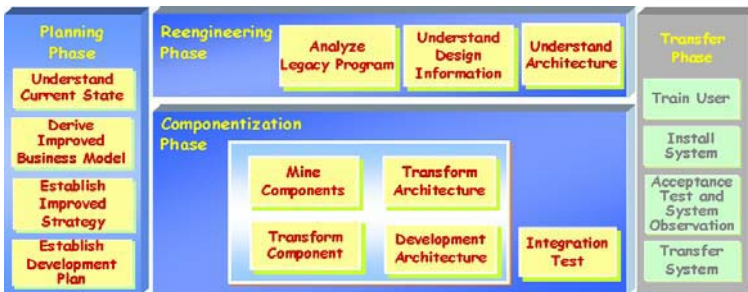 Planning
Phase
Understand
Current State
Derive
Improved
Business Model
Establish
Improved
Strategy
Establish
Development
Plan
Reengineering
Phase
Analyze
Legacy Program
Understand
Design
Information
Understand
Architecture
Componentization
Phase
Mine
Components
Transform
Architecture
Transform
Component
Development
Architecture
Integration
Test
Transfer
Phase
Train User
Install
System
Acceptance
Test and
System
Observation
Transfer
System